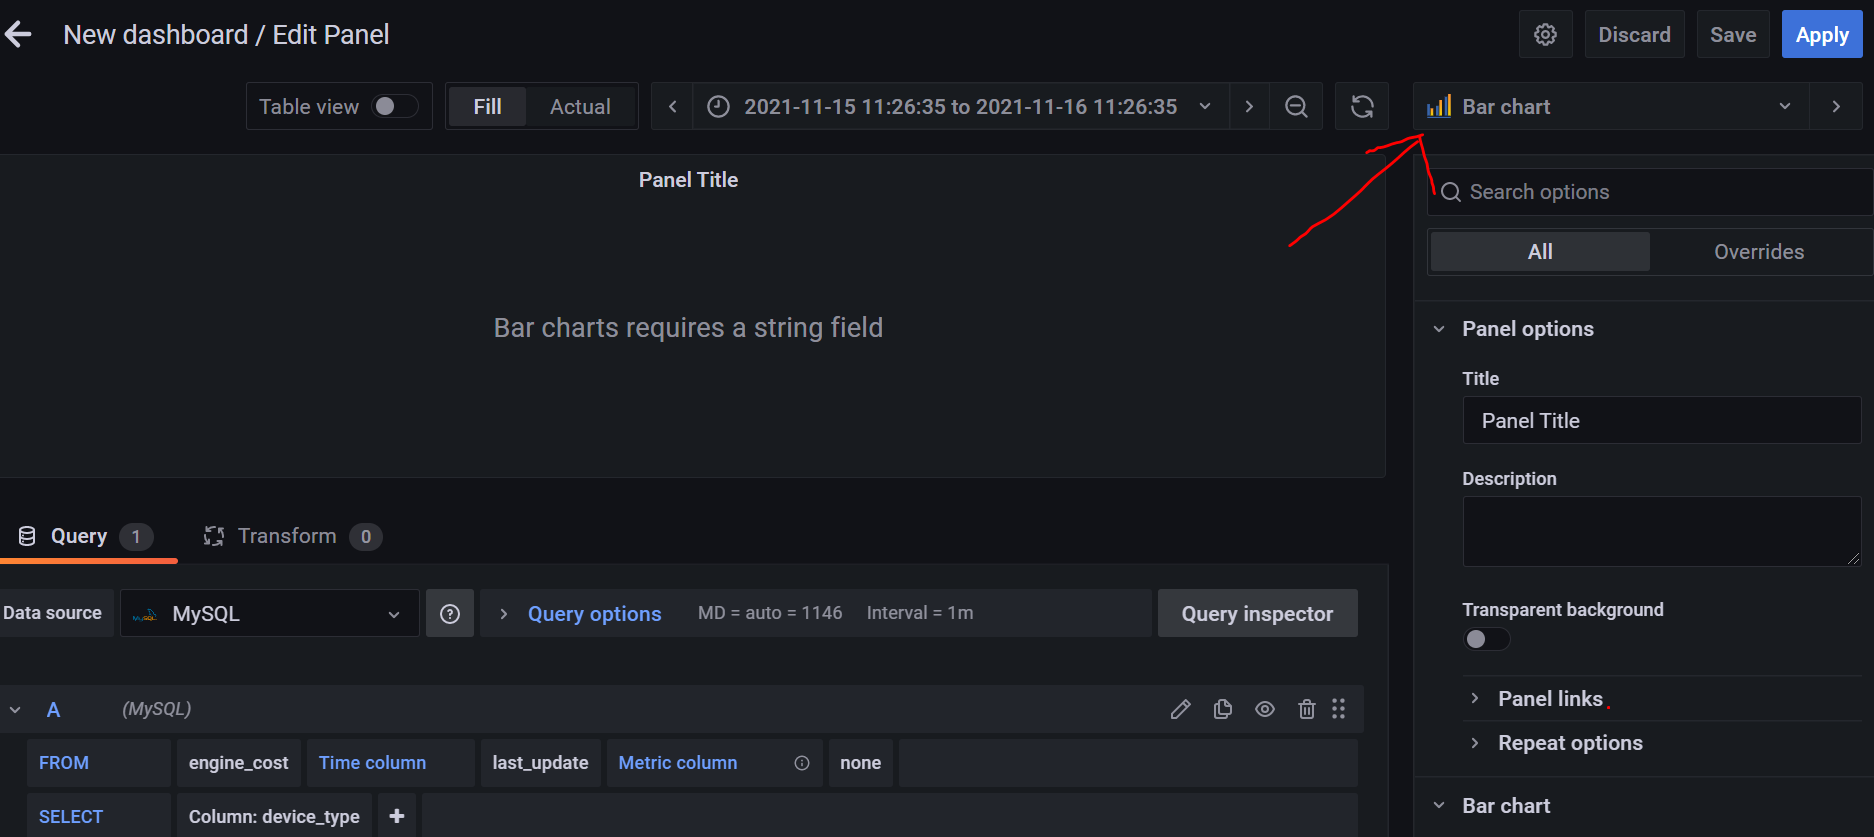 New dashboard / Edit Panel
Discard
Save
Apply
Table view
Fill
Actual
2021-11-15 11:26:35 to 2021-11-16 11:26:35
Bar chart
Panel Title
Search options
All
Overrides
Bar charts requires a string field
Panel options
Title
Panel Title
Description
Query 1
Transform 0
Data source
MySQL
MySQL
Query options
MD = auto = 1146
Interval = 1m
Query inspector
Transparent background
Panel links
Repeat options
A
(MySQL)
FROM
engine_cost
Time column
last_update
Metric column
none
SELECT
Column: device_type
+
Bar chart